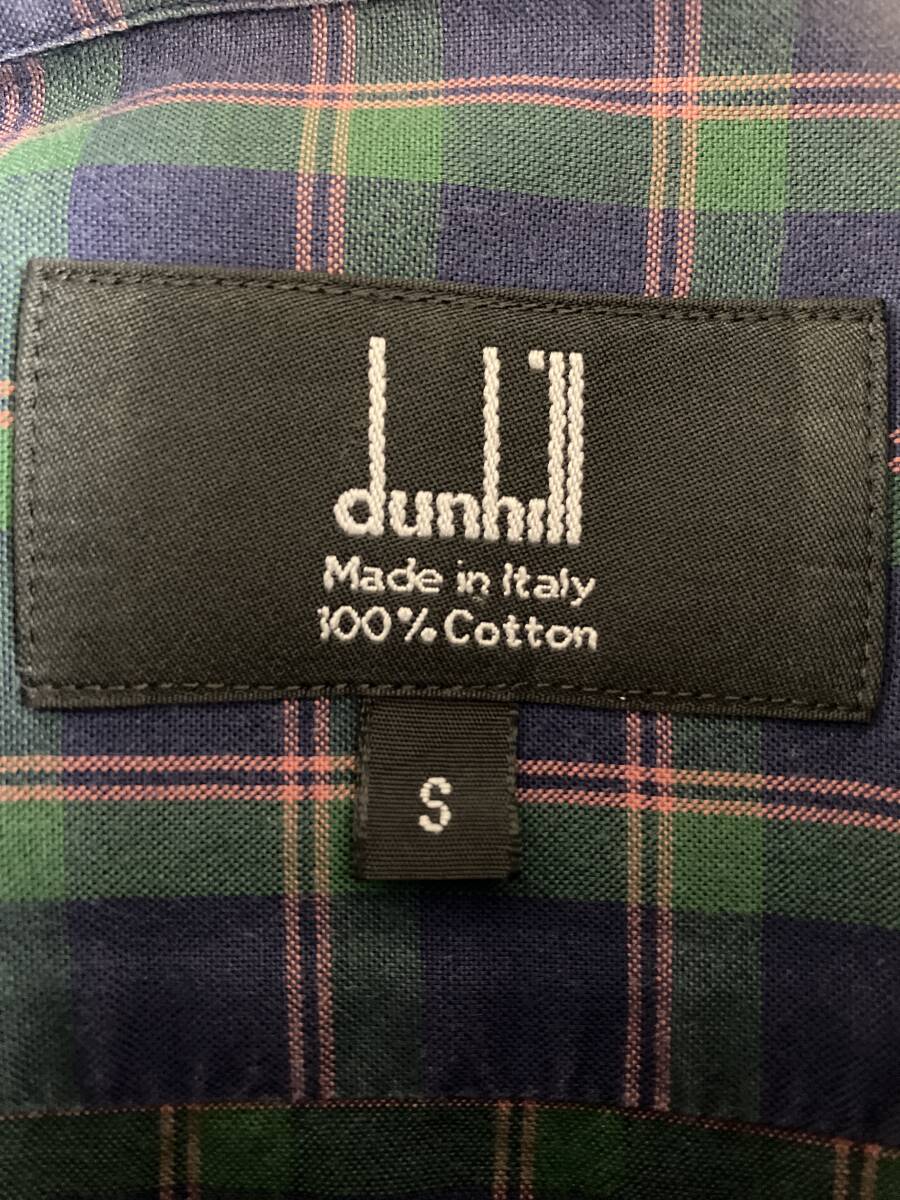 dunhill
Made in Italy
100% Cotton
S